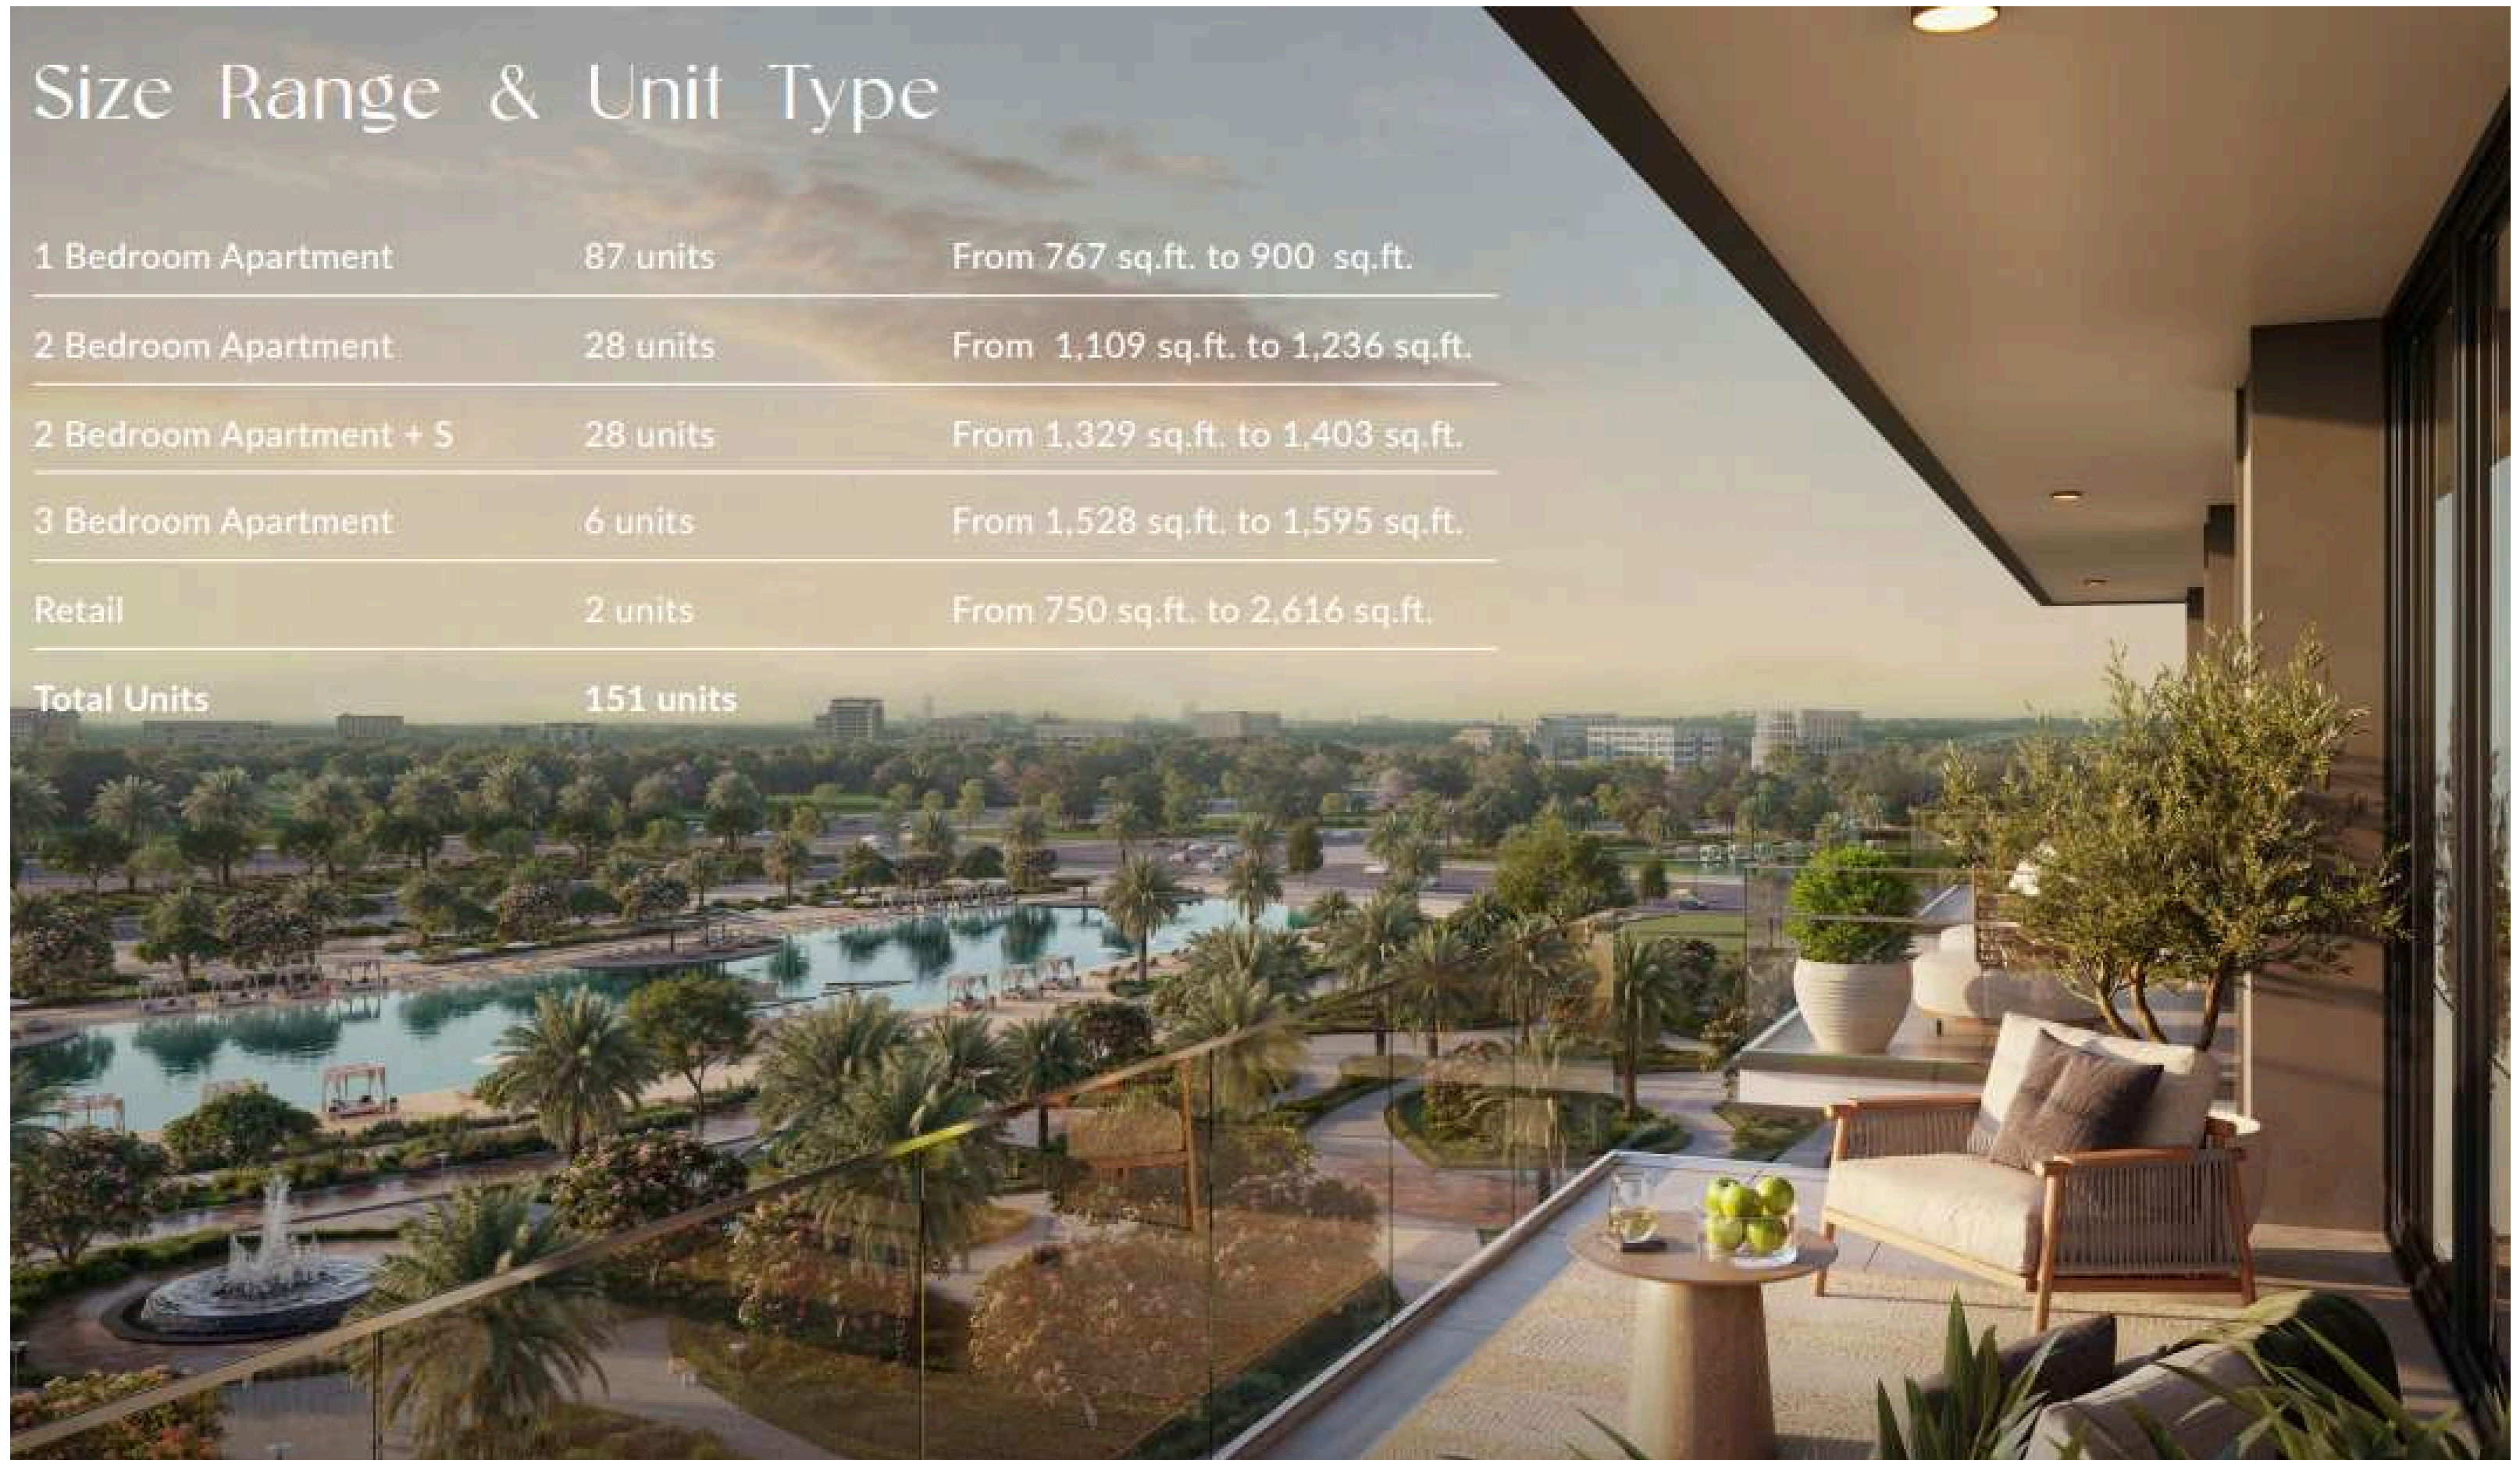 Size Range & Unit Type
1 Bedroom Apartment 87 units From 767 sq.ft. to 900 sq.ft.
2 Bedroom Apartment 28 units From 1,109 sq.ft. to 1,236 sq.ft.
2 Bedroom Apartment + S 28 units From 1,329 sq.ft. to 1,403 sq.ft.
3 Bedroom Apartment 6 units From 1,528 sq.ft. to 1,595 sq.ft.
Retail 2 units From 750 sq.ft. to 2,616 sq.ft.
Total Units 151 units